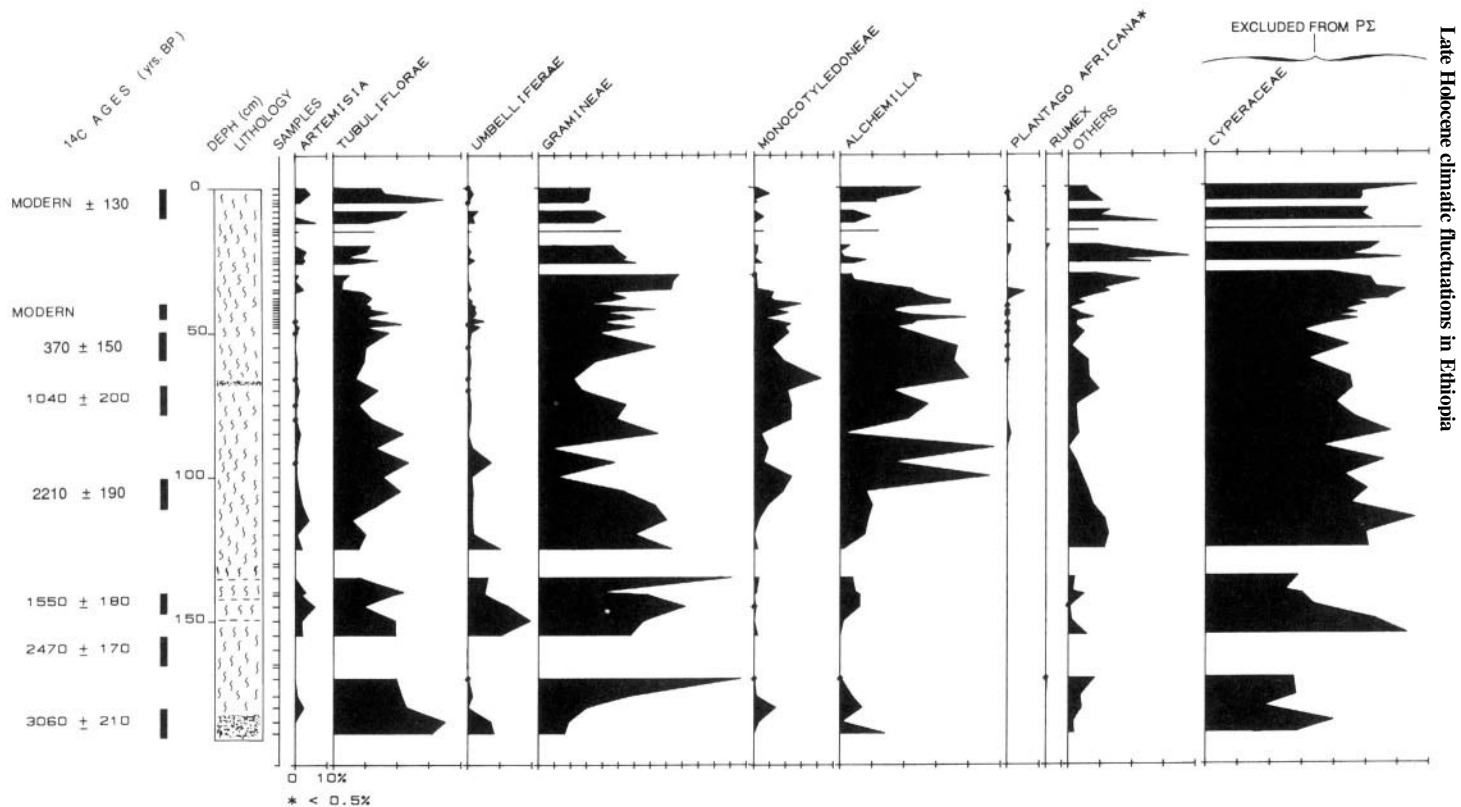 Late Holocene climatic fluctuations in Ethiopia
EXCLUDED FROM PΣ
14C AGES (yrs. BP)
DEPH (cm)
LITHOLOGY
SAMPLES
ARTEMISIA
TUBULIFLORAE
UMBELLIFERAE
GRAMINEAE
MONOCOTYLEDONEAE
ALCHEMILLA
PLANTAGO AFRICANA*
RUMEX
OTHERS
CYPERACEAE
0
MODERN ± 130
MODERN
50
370 ± 150
1040 ± 200
100
2210 ± 190
1550 ± 180
150
2470 ± 170
3060 ± 210
0 10%
* < 0.5%